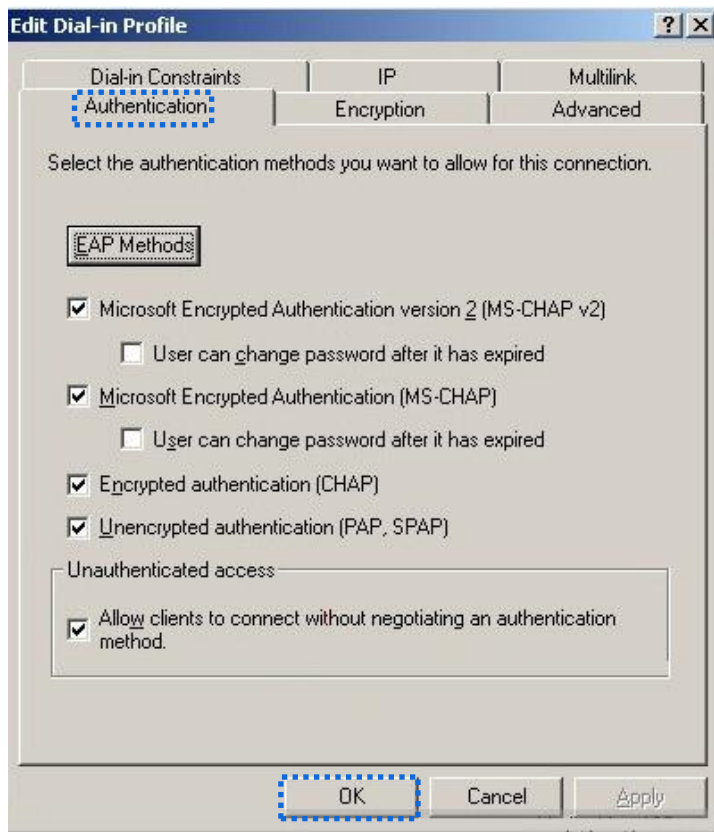 Edit Dial-in Profile
Dial-in Constraints IP Multilink
Authentication Encryption Advanced
Select the authentication methods you want to allow for this connection.
EAP Methods
Microsoft Encrypted Authentication version 2 (MS-CHAP v2)
User can change password after it has expired
Microsoft Encrypted Authentication (MS-CHAP)
User can change password after it has expired
Encrypted authentication (CHAP)
Unencrypted authentication (PAP, SPAP)
Unauthenticated access
Allow clients to connect without negotiating an authentication
method.
OK Cancel Apply